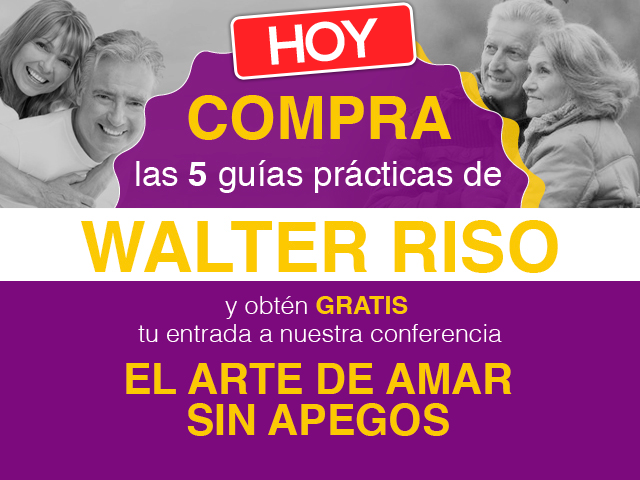 HOY
COMPRA
las 5 guías prácticas de
WALTER RISO
y obtén GRATIS
tu entrada a nuestra conferencia
EL ARTE DE AMAR
SIN APEGOS